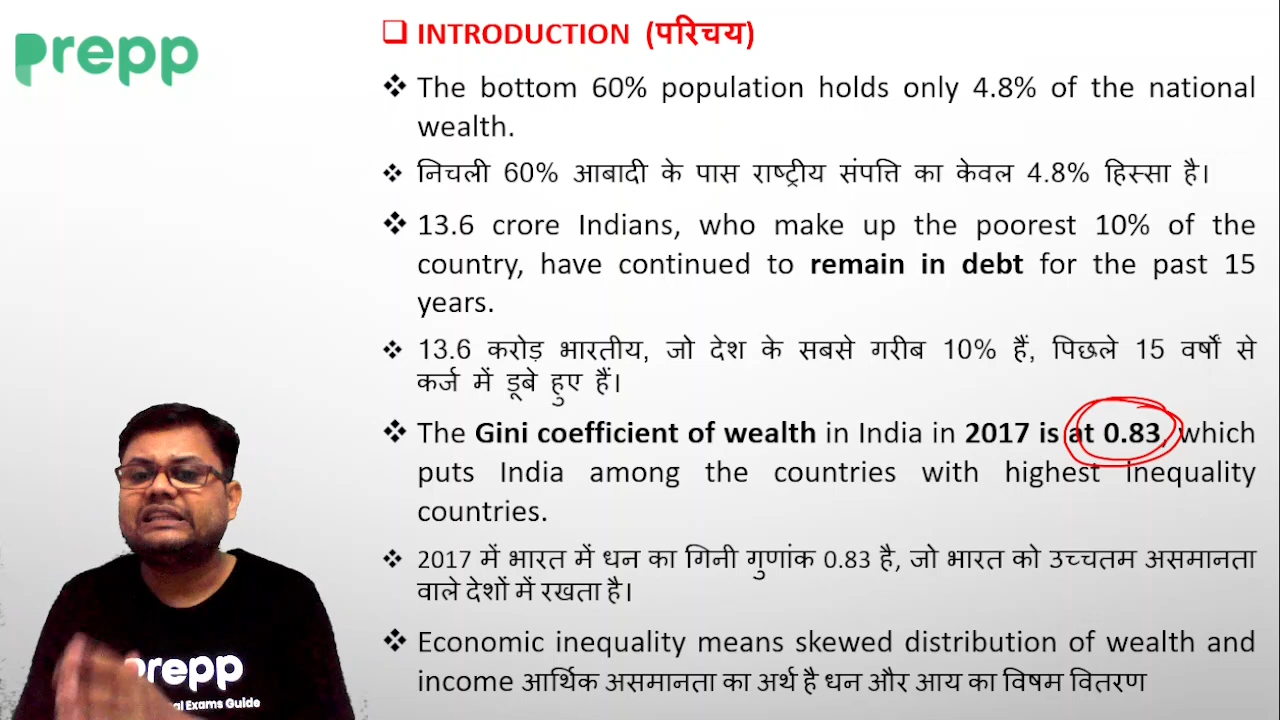 Prepp
INTRODUCTION (परिचय)
The bottom 60% population holds only 4.8% of the national
wealth.
निचली 60% आबादी के पास राष्ट्रीय संपत्ति का केवल 4.8% हिस्सा है।
13.6 crore Indians, who make up the poorest 10% of the
country, have continued to remain in debt for the past 15
years.
13.6 करोड़ भारतीय, जो देश के सबसे गरीब 10% हैं, पिछले 15 वर्षों से
कर्ज में डूबे हुए हैं।
The Gini coefficient of wealth in India in 2017 is at 0.83, which
puts India among the countries with highest inequality
countries.
2017 में भारत में धन का गिनी गुणांक 0.83 है, जो भारत को उच्चतम असमानता
वाले देशों में रखता है।
Economic inequality means skewed distribution of wealth and
income आर्थिक असमानता का अर्थ है धन और आय का विषम वितरण
Prepp
al Exams Guide